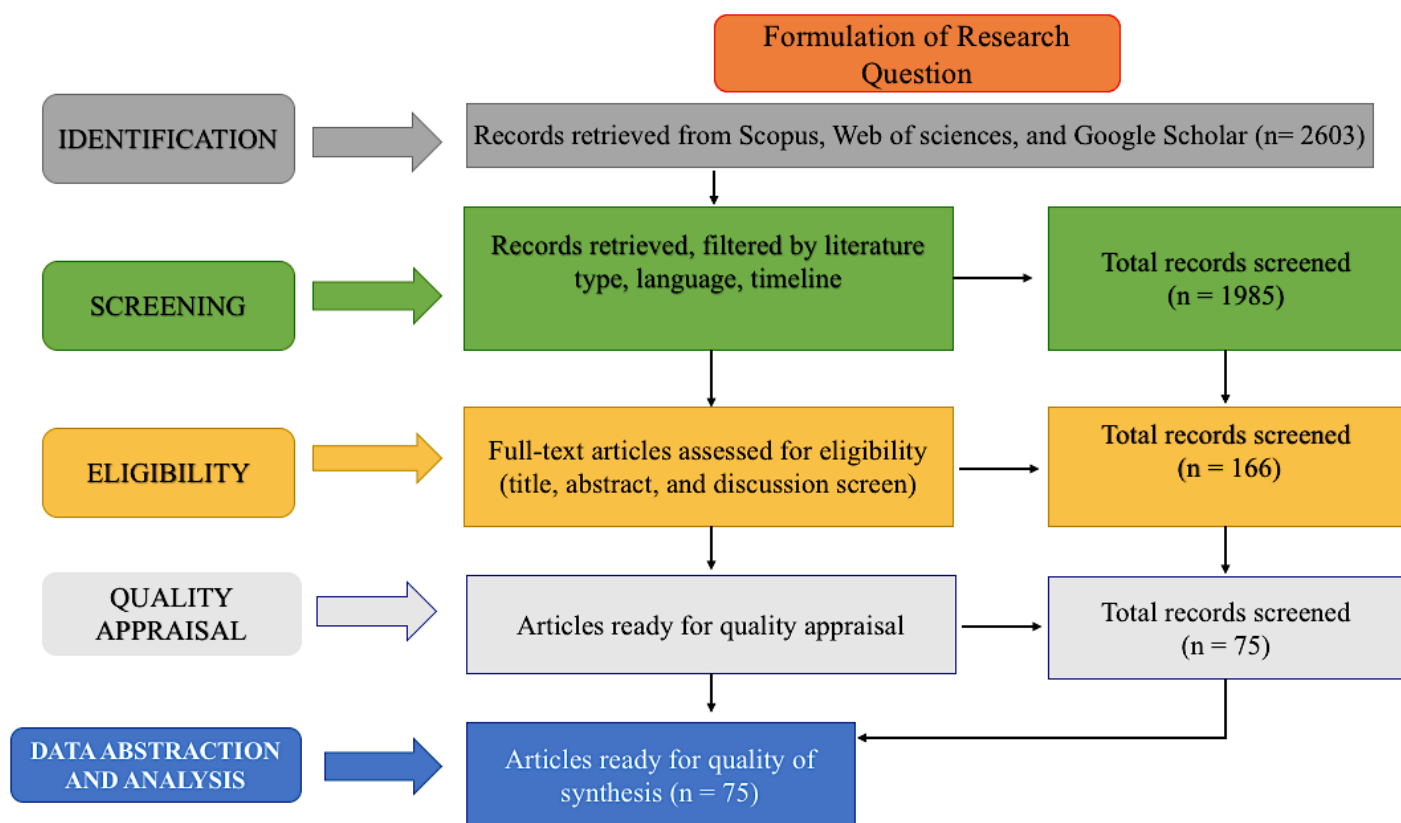 Formulation of Research
Question
IDENTIFICATION
Records retrieved from Scopus, Web of sciences, and Google Scholar (n= 2603)
SCREENING
Records retrieved, filtered by literature
type, language, timeline
Total records screened
(n = 1985)
ELIGIBILITY
Full-text articles assessed for eligibility
(title, abstract, and discussion screen)
Total records screened
(n = 166)
QUALITY
APPRAISAL
Articles ready for quality appraisal
Total records screened
(n = 75)
DATA ABSTRACTION
AND ANALYSIS
Articles ready for quality of
synthesis (n = 75)